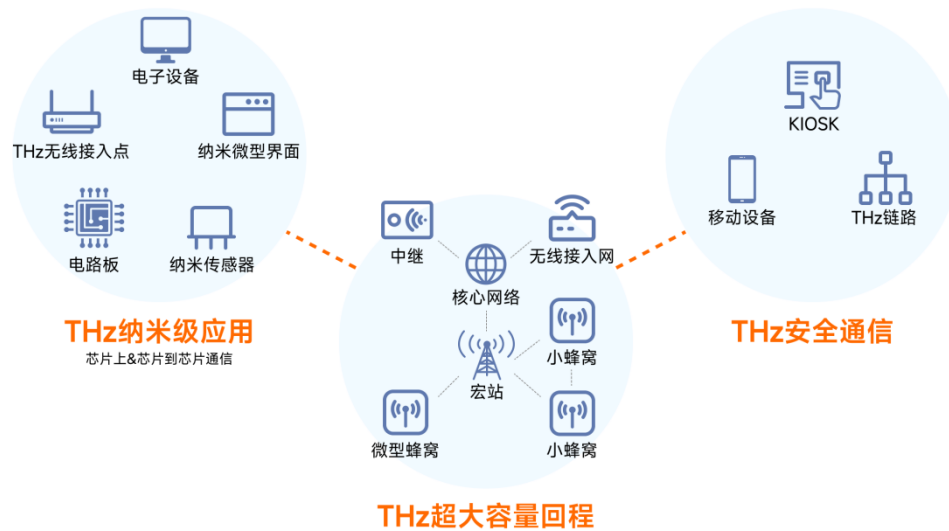 电子设备
THz无线接入点
纳米微型界面
电路板
纳米传感器
THz纳米级应用
芯片上&芯片到芯片通信
中继
无线接入网
核心网络
小蜂窝
宏站
微型蜂窝
小蜂窝
THz超大容量回程
KIOSK
移动设备
THz链路
THz安全通信